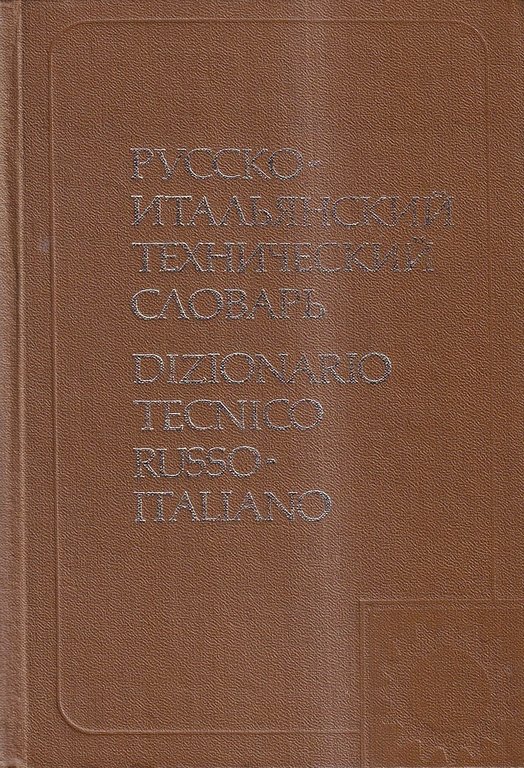 РУССКО-
ИТАЛЬЯНСКИЙ
ТЕХНИЧЕСКИЙ
СЛОВАРЬ
DIZIONARIO
TECNICO
RUSSO-
ITALIANO